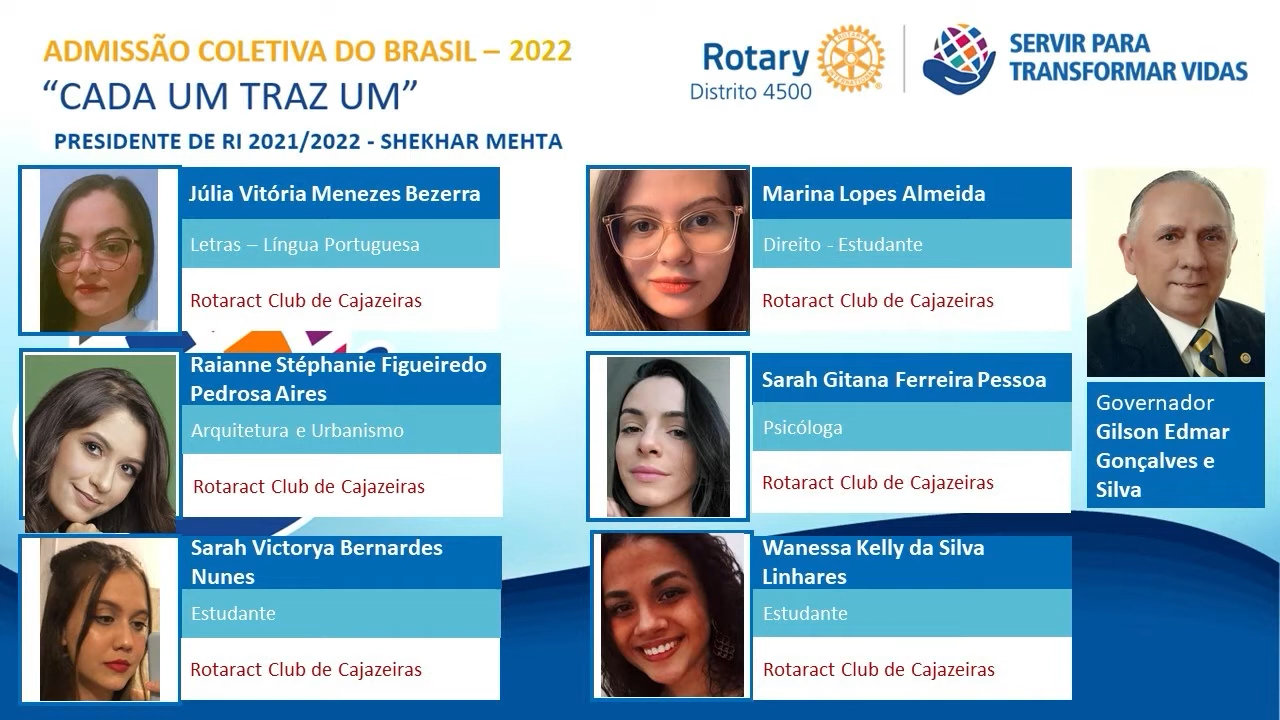 ADMISSÃO COLETIVA DO BRASIL – 2022
“CADA UM TRAZ UM”
PRESIDENTE DE RI 2021/2022 - SHEKHAR MEHTA
Rotary
Distrito 4500
SERVIR PARA
TRANSFORMAR VIDAS
Júlia Vitória Menezes Bezerra
Letras – Língua Portuguesa
Rotaract Club de Cajazeiras
Marina Lopes Almeida
Direito - Estudante
Rotaract Club de Cajazeiras
Raianne Stéphanie Figueiredo
Pedrosa Aires
Arquitetura e Urbanismo
Rotaract Club de Cajazeiras
Sarah Gitana Ferreira Pessoa
Psicóloga
Rotaract Club de Cajazeiras
Sarah Victorya Bernardes
Nunes
Estudante
Rotaract Club de Cajazeiras
Wanessa Kelly da Silva
Linhares
Estudante
Rotaract Club de Cajazeiras
Governador
Gilson Edmar
Gonçalves e
Silva